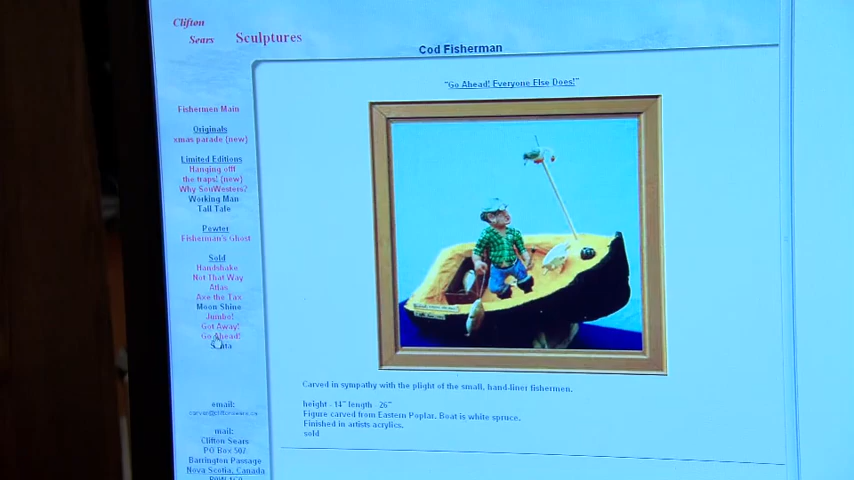 Clifton
Sears
Sculptures
Cod Fisherman
"Go Ahead! Everyone Else Does!"
Fishermen Main
Originals
xmas parade (new)
Limited Editions
Hanging offf
the traps! (new)
Why SouWesters?
Working Man
Tall Tale
Pewter
Fisherman's Ghost
Sold
Handshake
Not That Way
Atlas
Axe the Tax
Moon Shine
Jumbo!
Got Away!
Go Ahead!
Santa
Carved in sympathy with the plight of the small, hand-liner fishermen.
height - 14" length - 26"
Figure carved from Eastern Poplar. Boat is white spruce.
Finished in artists acrylics.
sold
email:
mail:
Clifton Sears
PO Box 507
Barrington Passage
Nova Scotia, Canada